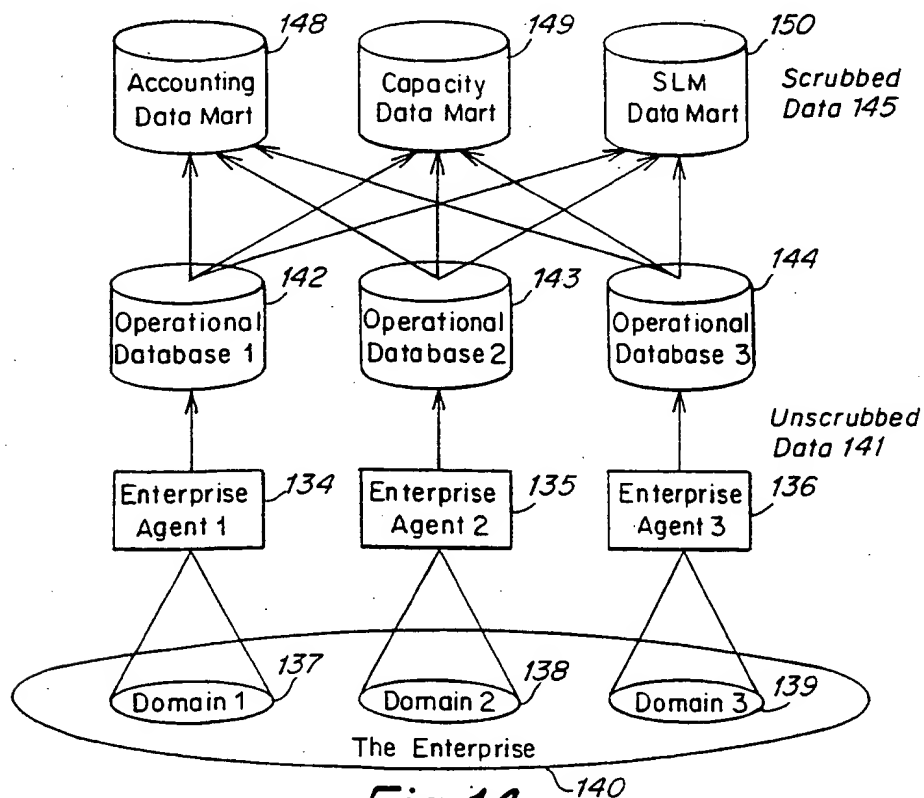 148
149
150
Accounting
Data Mart
Capacity
Data Mart
SLM
Data Mart
Scrubbed
Data 145
142
143
144
Operational
Database 1
Operational
Database 2
Operational
Database 3
Unscrubbed
Data 141
Enterprise
Agent 1
134
Enterprise
Agent 2
135
Enterprise
Agent 3
136
Domain 1
137
Domain 2
138
Domain 3
139
The Enterprise
140